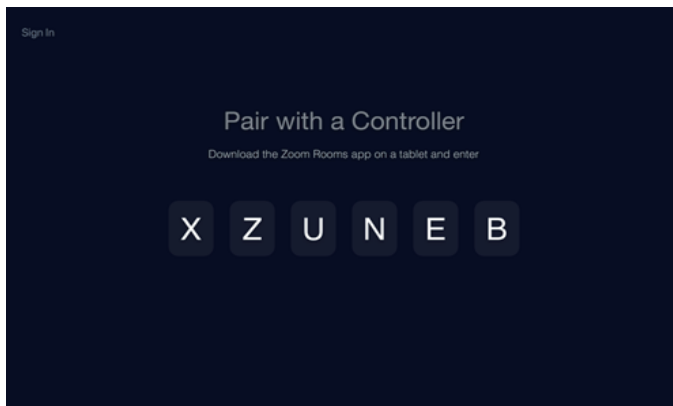 Sign In
Pair with a Controller
Download the Zoom Rooms app on a tablet and enter
X Z U N E B